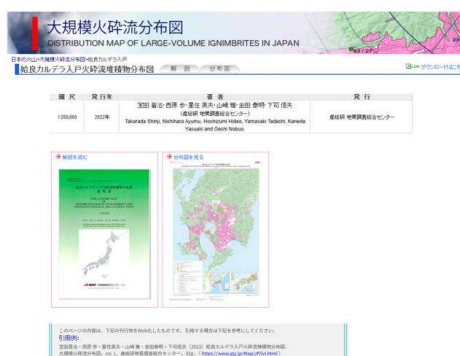 大規模火砕流分布図
DISTRIBUTION MAP OF LARGE-VOLUME IGNIMBRITES IN JAPAN
日本の火山>大規模火砕流分布図>姶良カルデラ入戸
姶良カルデラ入戸火砕流堆積物分布図 解 説 分布図
ダウンロードはこち
縮 尺 発行年 著 者 発 行
1:250,000 2022年 宝田 晋治・西原 歩・星住 英夫・山崎 雅・金田 泰明・下司 信夫
(産総研 地質調査総合センター)
Takarada Shinji, Nishihara Ayumu, Hoshizumi Hideo, Yamasaki Tadashi, Kaneda
Yasuaki and Geshi Nobuo.
産総研 地質調査総合センター
解説を読む
分布図を見る
このページの内容は、下記の刊行物をWeb化したものです。引用する場合は下記を参考にしてください。
引用例:
宝田晋治・西原 歩・星住英夫・山崎 雅・金田泰明・下司信夫 (2022) 姶良カルデラ入戸火砕流堆積物分布図.
大規模火砕流分布図, no. 1, 産総研地質調査総合センター, 32p.